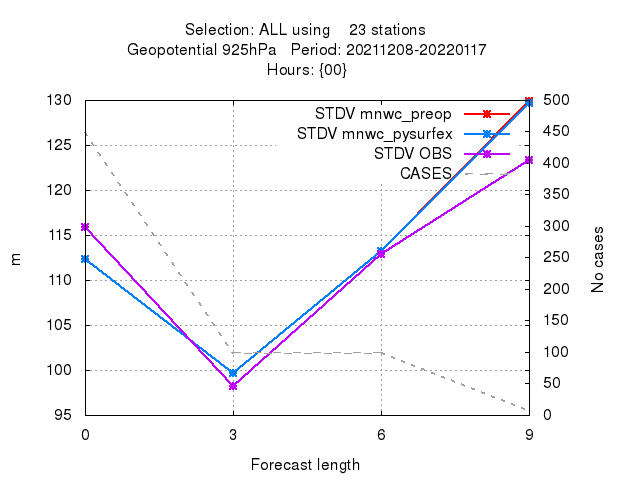 Selection: ALL using    23 stations
Geopotential 925hPa   Period: 20211208-20220117
Hours: {00}
STDV mnwc_preop
STDV mnwc_pysurfex
STDV OBS
CASES
130
125
120
115
110
105
100
95
500
450
400
350
300
250
200
150
100
50
0
m
No cases
0
3
6
9
Forecast length